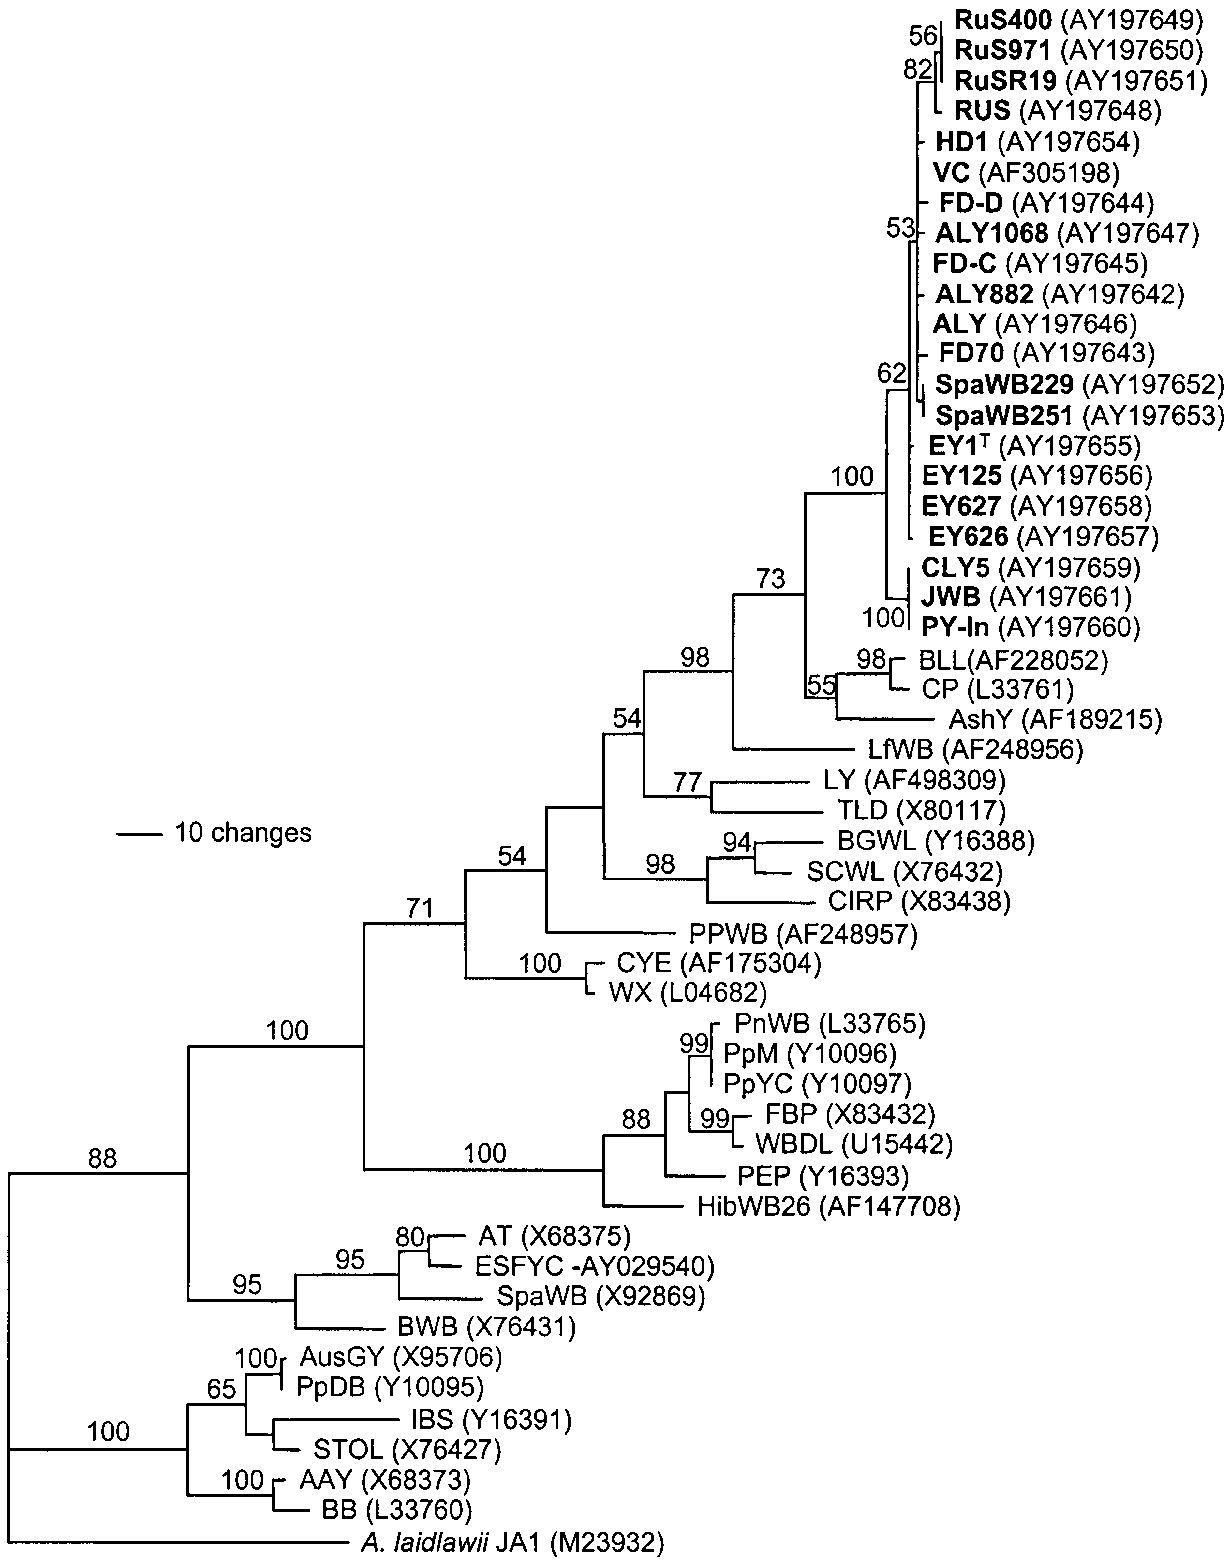 RuS400 (AY197649)
56
RuS971 (AY197650)
82
RuSR19 (AY197651)
RUS (AY197648)
HD1 (AY197654)
VC (AF305198)
FD-D (AY197644)
53
ALY1068 (AY197647)
FD-C (AY197645)
ALY882 (AY197642)
ALY (AY197646)
FD70 (AY197643)
62
SpaWB229 (AY197652)
SpaWB251 (AY197653)
EY1ᵀ (AY197655)
100
EY125 (AY197656)
EY627 (AY197658)
EY626 (AY197657)
CLY5 (AY197659)
73
JWB (AY197661)
100
PY-In (AY197660)
98
98
BLL(AF228052)
55
CP (L33761)
AshY (AF189215)
54
LfWB (AF248956)
77
LY (AF498309)
TLD (X80117)
10 changes
94
BGWL (Y16388)
54
98
SCWL (X76432)
CIRP (X83438)
71
PPWB (AF248957)
100
CYE (AF175304)
WX (L04682)
100
PnWB (L33765)
99
PpM (Y10096)
PpYC (Y10097)
88
99
FBP (X83432)
WBDL (U15442)
88
100
PEP (Y16393)
HibWB26 (AF147708)
80
AT (X68375)
95
ESFYC -AY029540)
95
SpaWB (X92869)
BWB (X76431)
100
AusGY (X95706)
65
PpDB (Y10095)
IBS (Y16391)
100
STOL (X76427)
100
AAY (X68373)
BB (L33760)
A. laidlawii JA1 (M23932)